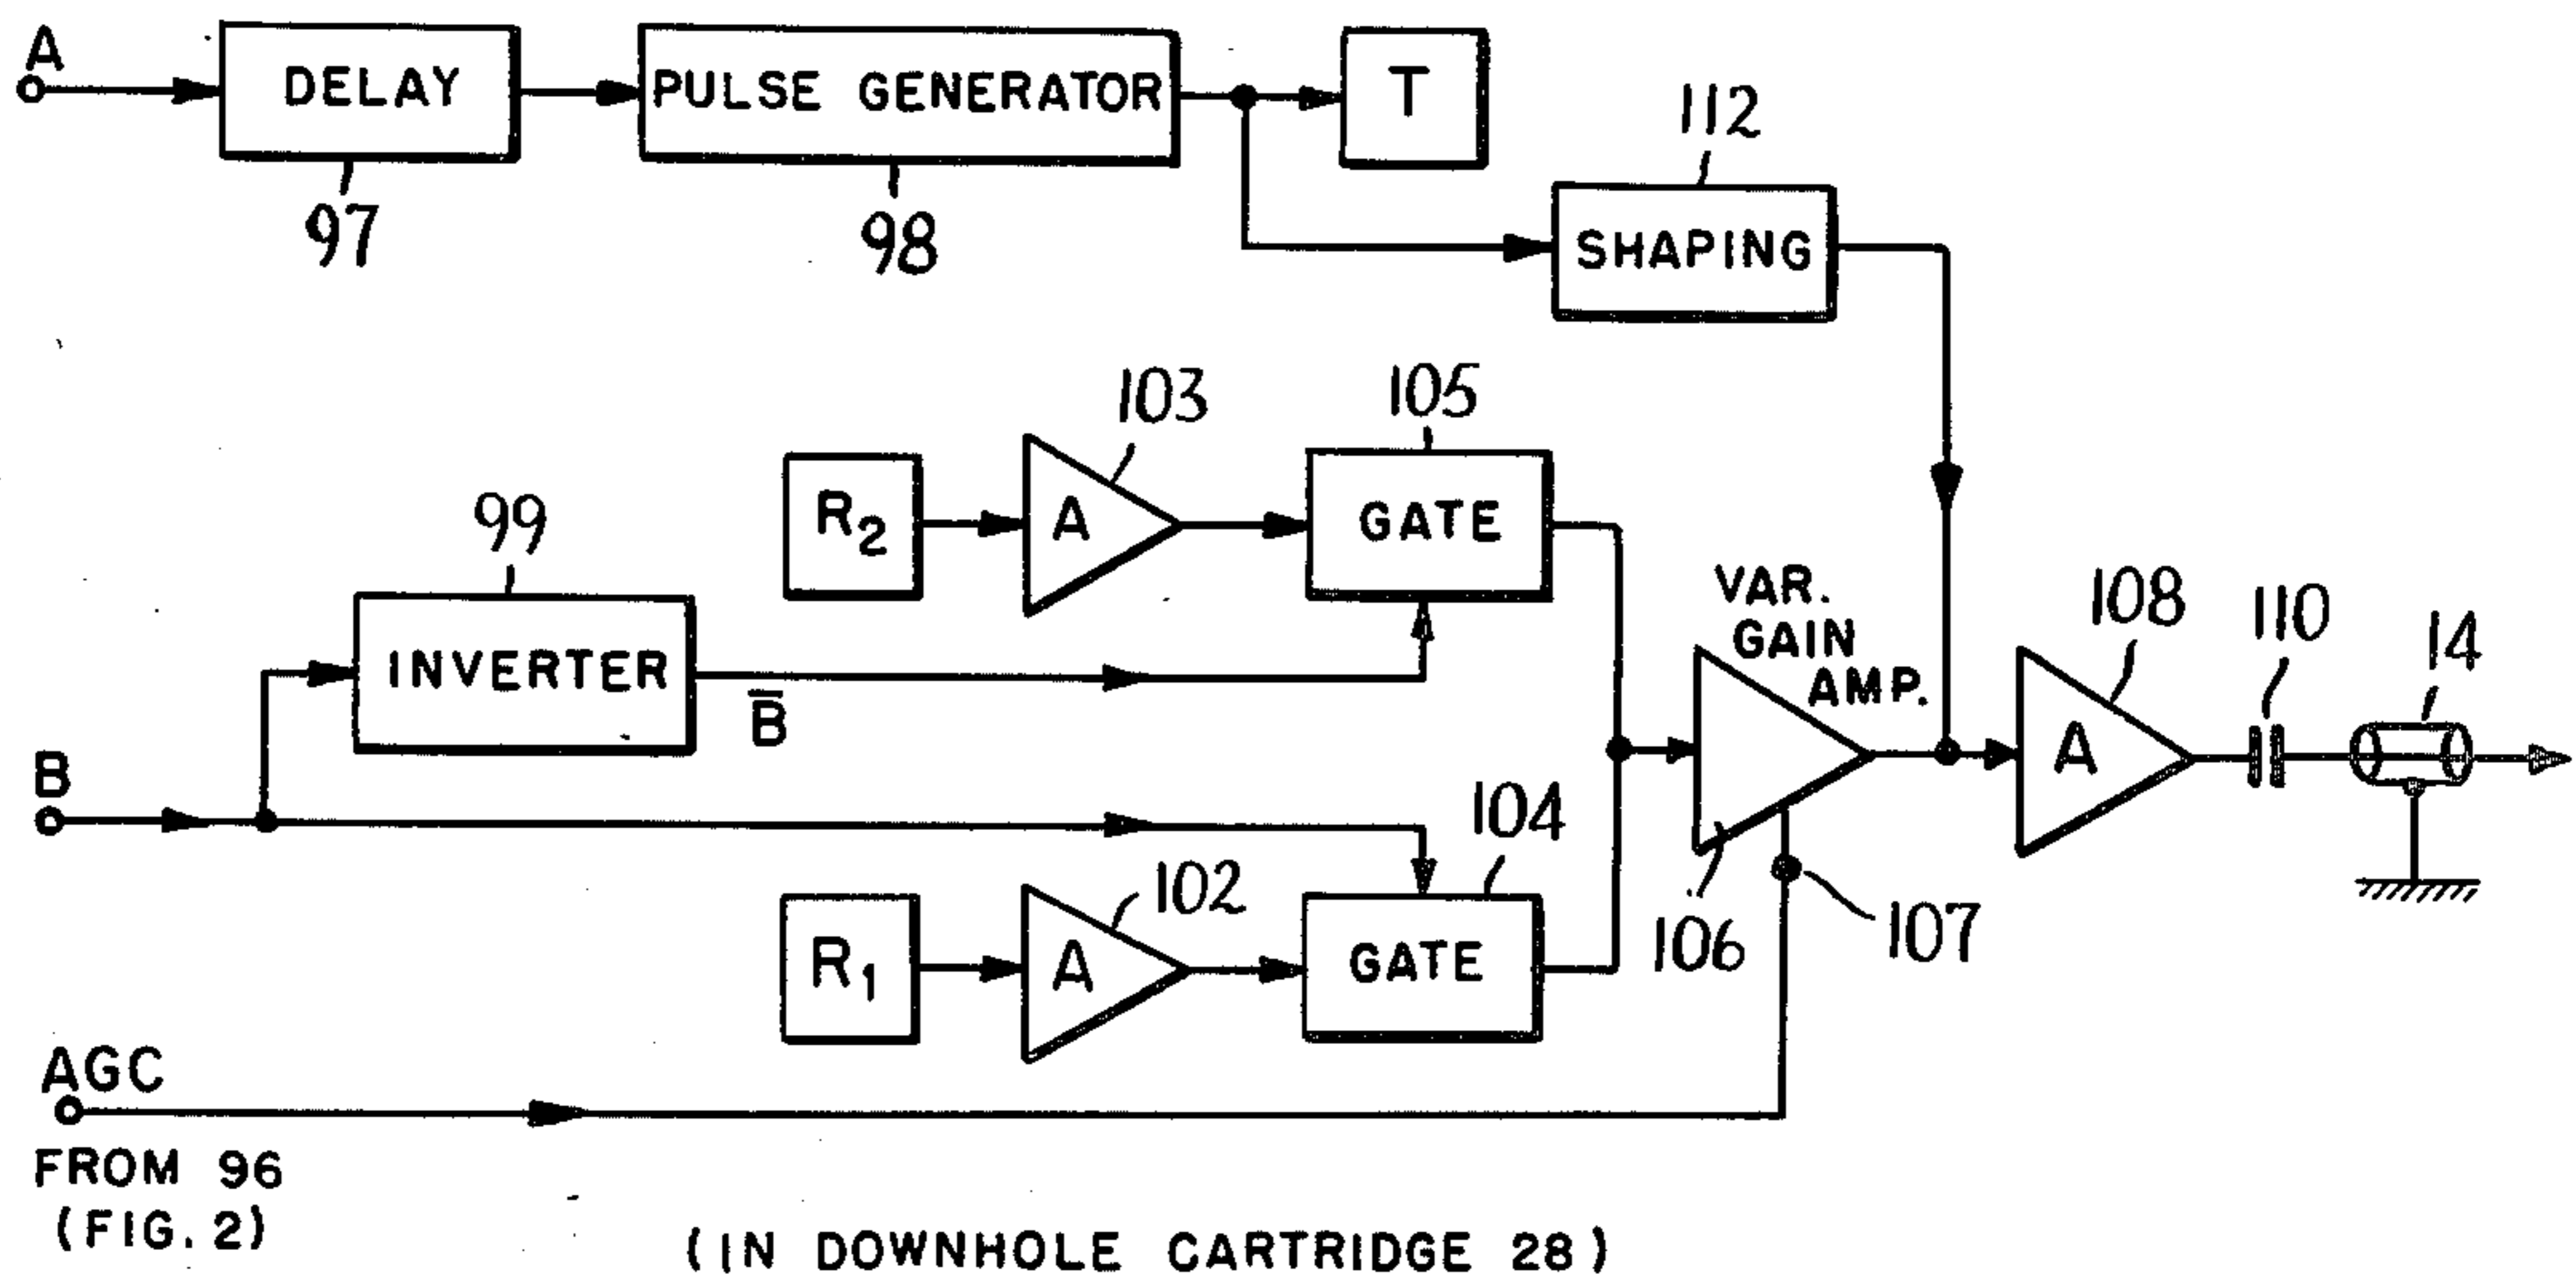 A
DELAY
PULSE GENERATOR
T
97
98
112
SHAPING
103
105
R2
A
GATE
99
INVERTER
B̅
VAR.
GAIN
AMP.
108
110
14
A
B
104
102
R1
A
GATE
106
107
AGC
FROM 96
(FIG. 2)
(IN DOWNHOLE CARTRIDGE 28)